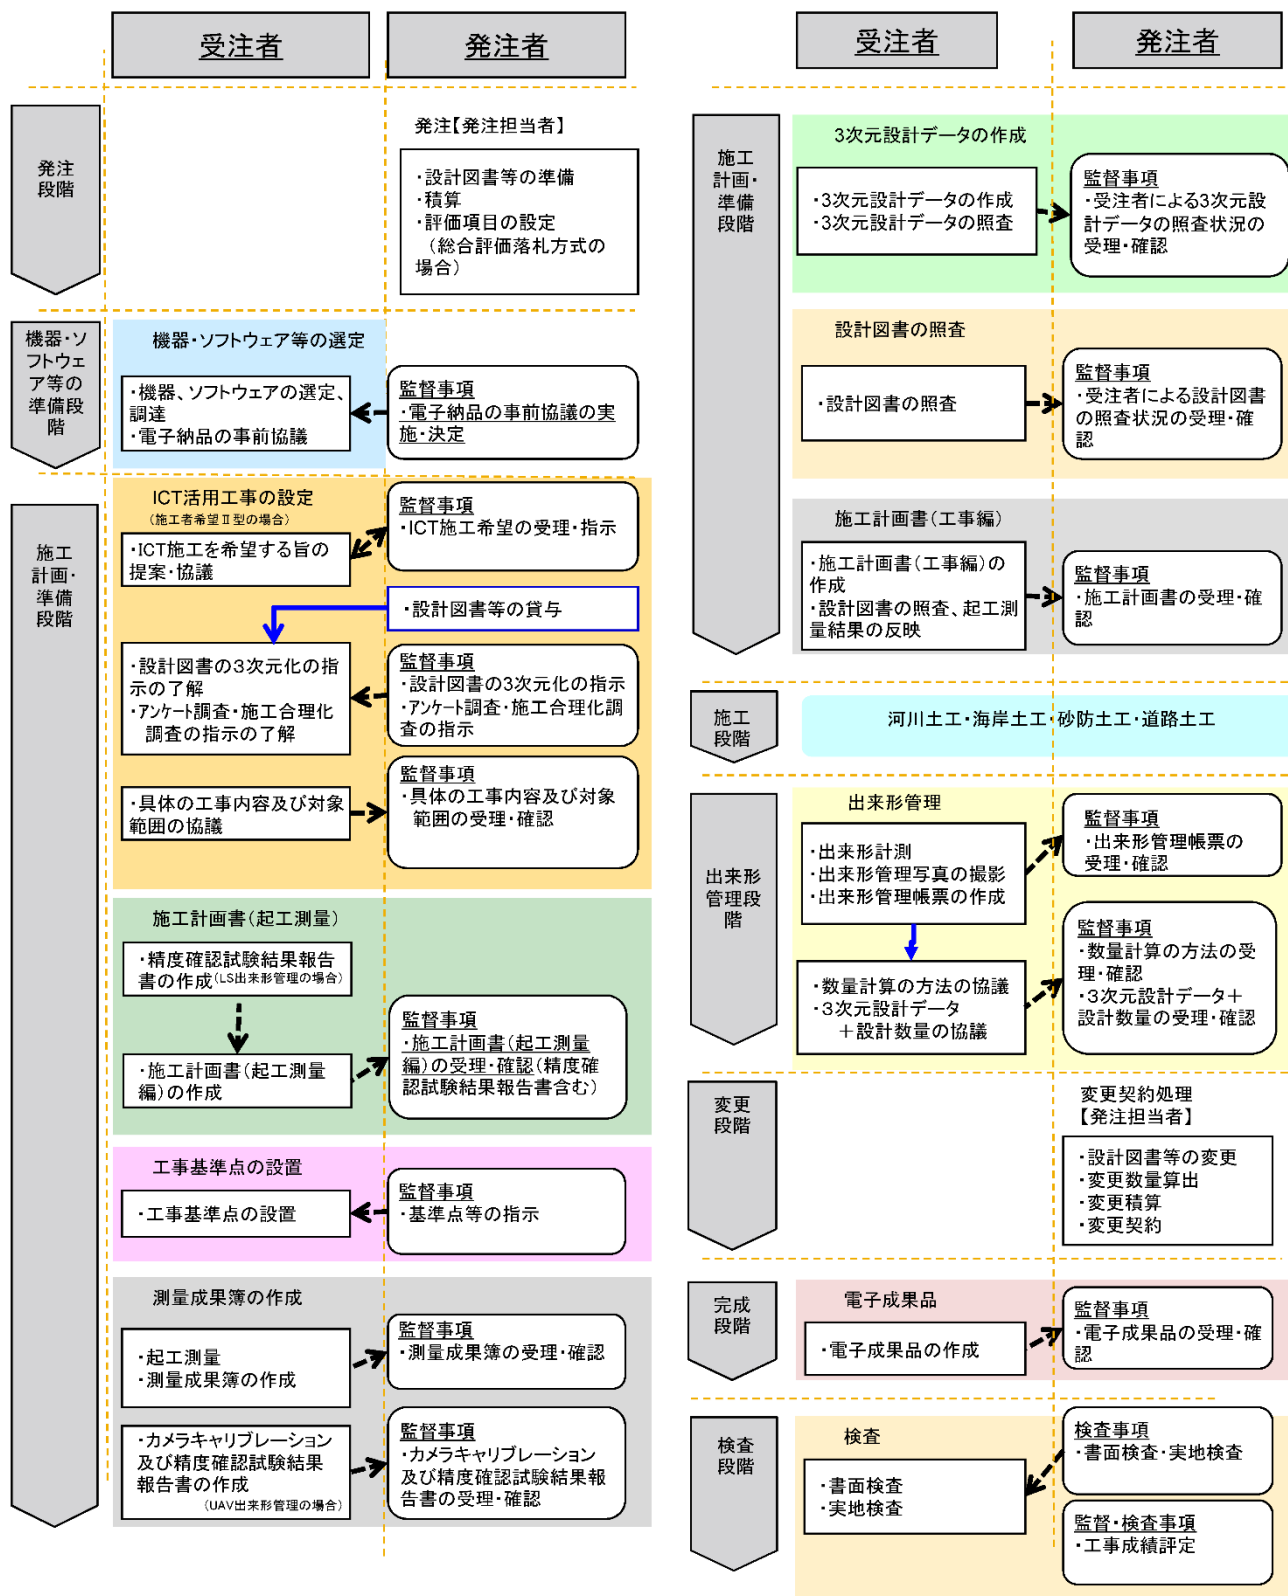 受注者
発注者
発注
段階
発注【発注担当者】
・設計図書等の準備
・積算
・評価項目の設定
（総合評価落札方式の
場合）
機器・ソ
フトウェ
ア等の
準備段
階
機器・ソフトウェア等の選定
・機器、ソフトウェアの選定、
調達
・電子納品の事前協議
監督事項
・電子納品の事前協議の実
施・決定
施工
計画・
準備
段階
ICT活用工事の設定
（施工者希望Ⅱ型の場合）
・ICT施工を希望する旨の
提案・協議
監督事項
・ICT施工希望の受理・指示
・設計図書等の貸与
・設計図書の3次元化の指
示の了解
・アンケート調査・施工合理化
調査の指示の了解
監督事項
・設計図書の3次元化の指示
・アンケート調査・施工合理化調
査の指示
・具体の工事内容及び対象
範囲の協議
監督事項
・具体の工事内容及び対象
範囲の受理・確認
施工計画書（起工測量）
・精度確認試験結果報告
書の作成（LS出来形管理の場合）
・施工計画書（起工測量
編）の作成
監督事項
・施工計画書（起工測量
編）の受理・確認（精度確
認試験結果報告書含む）
工事基準点の設置
・工事基準点の設置
監督事項
・基準点等の指示
測量成果簿の作成
・起工測量
・測量成果簿の作成
監督事項
・測量成果簿の受理・確認
・カメラキャリブレーション
及び精度確認試験結果
報告書の作成
（UAV出来形管理の場合）
監督事項
・カメラキャリブレーション
及び精度確認試験結果報
告書の受理・確認
受注者
発注者
施工
計画・
準備
段階
3次元設計データの作成
・3次元設計データの作成
・3次元設計データの照査
監督事項
・受注者による3次元設
計データの照査状況の
受理・確認
設計図書の照査
・設計図書の照査
監督事項
・受注者による設計図書
の照査状況の受理・確
認
施工計画書（工事編）
・施工計画書（工事編）の
作成
・設計図書の照査、起工測
量結果の反映
監督事項
・施工計画書の受理・確
認
施工
段階
河川土工・海岸土工・砂防土工・道路土工
出来形
管理段
階
出来形管理
・出来形計測
・出来形管理写真の撮影
・出来形管理帳票の作成
監督事項
・出来形管理帳票の
受理・確認
・数量計算の方法の協議
・3次元設計データ
＋設計数量の協議
監督事項
・数量計算の方法の受
理・確認
・3次元設計データ＋
設計数量の受理・確認
変更
段階
変更契約処理
【発注担当者】
・設計図書等の変更
・変更数量算出
・変更積算
・変更契約
完成
段階
電子成果品
・電子成果品の作成
監督事項
・電子成果品の受理・確
認
検査
段階
検査
・書面検査
・実地検査
検査事項
・書面検査・実地検査
監督・検査事項
・工事成績評定